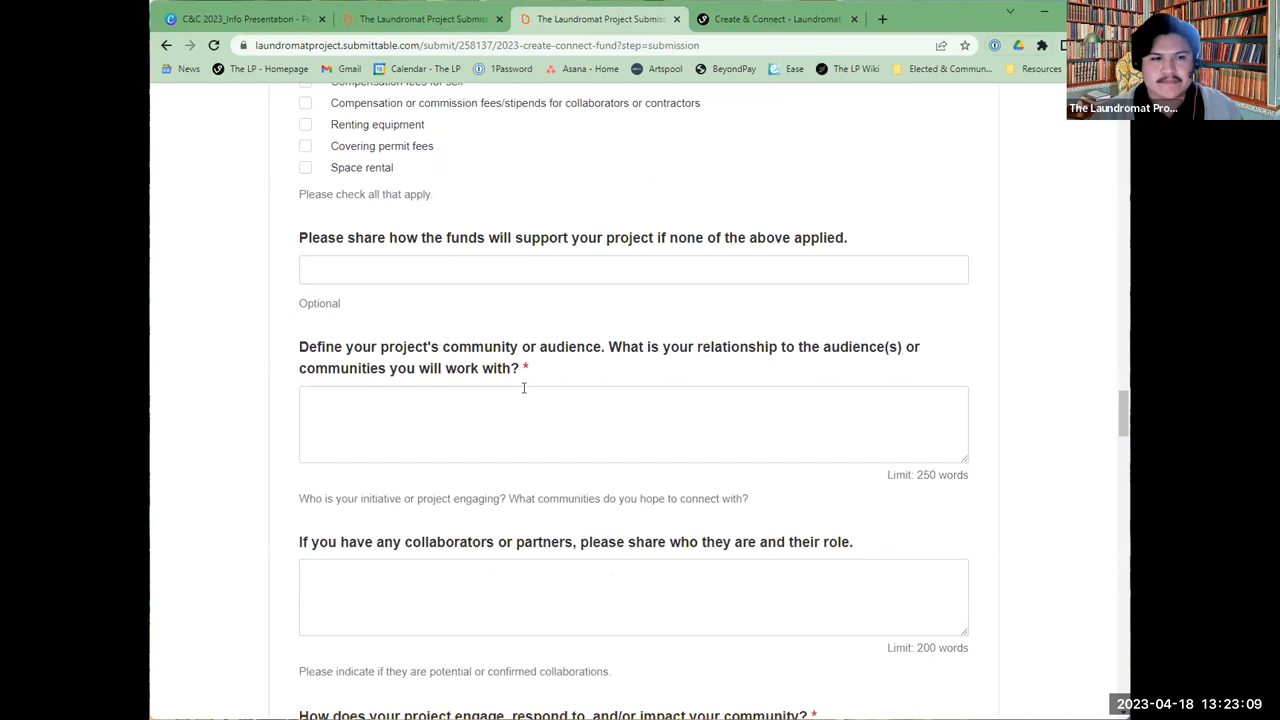 C&C 2023_Info Presentation - P
The Laundromat Project Submiss
The Laundromat Project Submiss
Create & Connect - Laundromat
laundromatproject.submittable.com/submit/258137/2023-create-connect-fund?step=submission
News
The LP - Homepage
Gmail
Calendar - The LP
1Password
Asana - Home
Artspool
BeyondPay
Ease
The LP Wiki
Elected & Commun...
Resources
The Laundromat Pro...
Compensation fees for self
Compensation or commission fees/stipends for collaborators or contractors
Renting equipment
Covering permit fees
Space rental
Please check all that apply.
Please share how the funds will support your project if none of the above applied.
Optional
Define your project's community or audience. What is your relationship to the audience(s) or
communities you will work with? *
Limit: 250 words
Who is your initiative or project engaging? What communities do you hope to connect with?
If you have any collaborators or partners, please share who they are and their role.
Limit: 200 words
Please indicate if they are potential or confirmed collaborations.
How does your project engage, respond to, and/or impact your community? *
2023-04-18 13:23:09